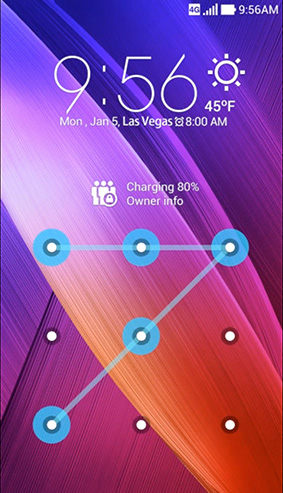 4G 9:56AM
9:56
45°F
Mon , Jan 5, Las Vegas 8:00 AM
Charging 80%
Owner info